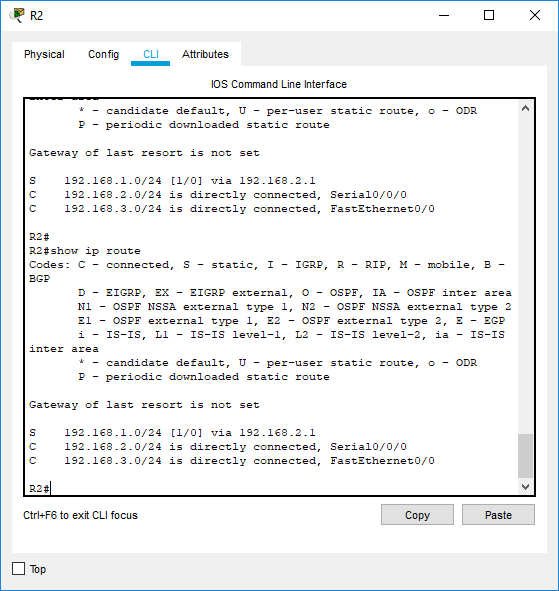 R2
Physical Config CLI Attributes
IOS Command Line Interface
inter area
* - candidate default, U - per-user static route, o - ODR
P - periodic downloaded static route
Gateway of last resort is not set
S 192.168.1.0/24 [1/0] via 192.168.2.1
C 192.168.2.0/24 is directly connected, Serial0/0/0
C 192.168.3.0/24 is directly connected, FastEthernet0/0
R2#
R2#show ip route
Codes: C - connected, S - static, I - IGRP, R - RIP, M - mobile, B -
BGP
D - EIGRP, EX - EIGRP external, O - OSPF, IA - OSPF inter area
N1 - OSPF NSSA external type 1, N2 - OSPF NSSA external type 2
E1 - OSPF external type 1, E2 - OSPF external type 2, E - EGP
i - IS-IS, L1 - IS-IS level-1, L2 - IS-IS level-2, ia - IS-IS
inter area
* - candidate default, U - per-user static route, o - ODR
P - periodic downloaded static route
Gateway of last resort is not set
S 192.168.1.0/24 [1/0] via 192.168.2.1
C 192.168.2.0/24 is directly connected, Serial0/0/0
C 192.168.3.0/24 is directly connected, FastEthernet0/0
R2#
Ctrl+F6 to exit CLI focus
Copy Paste
Top